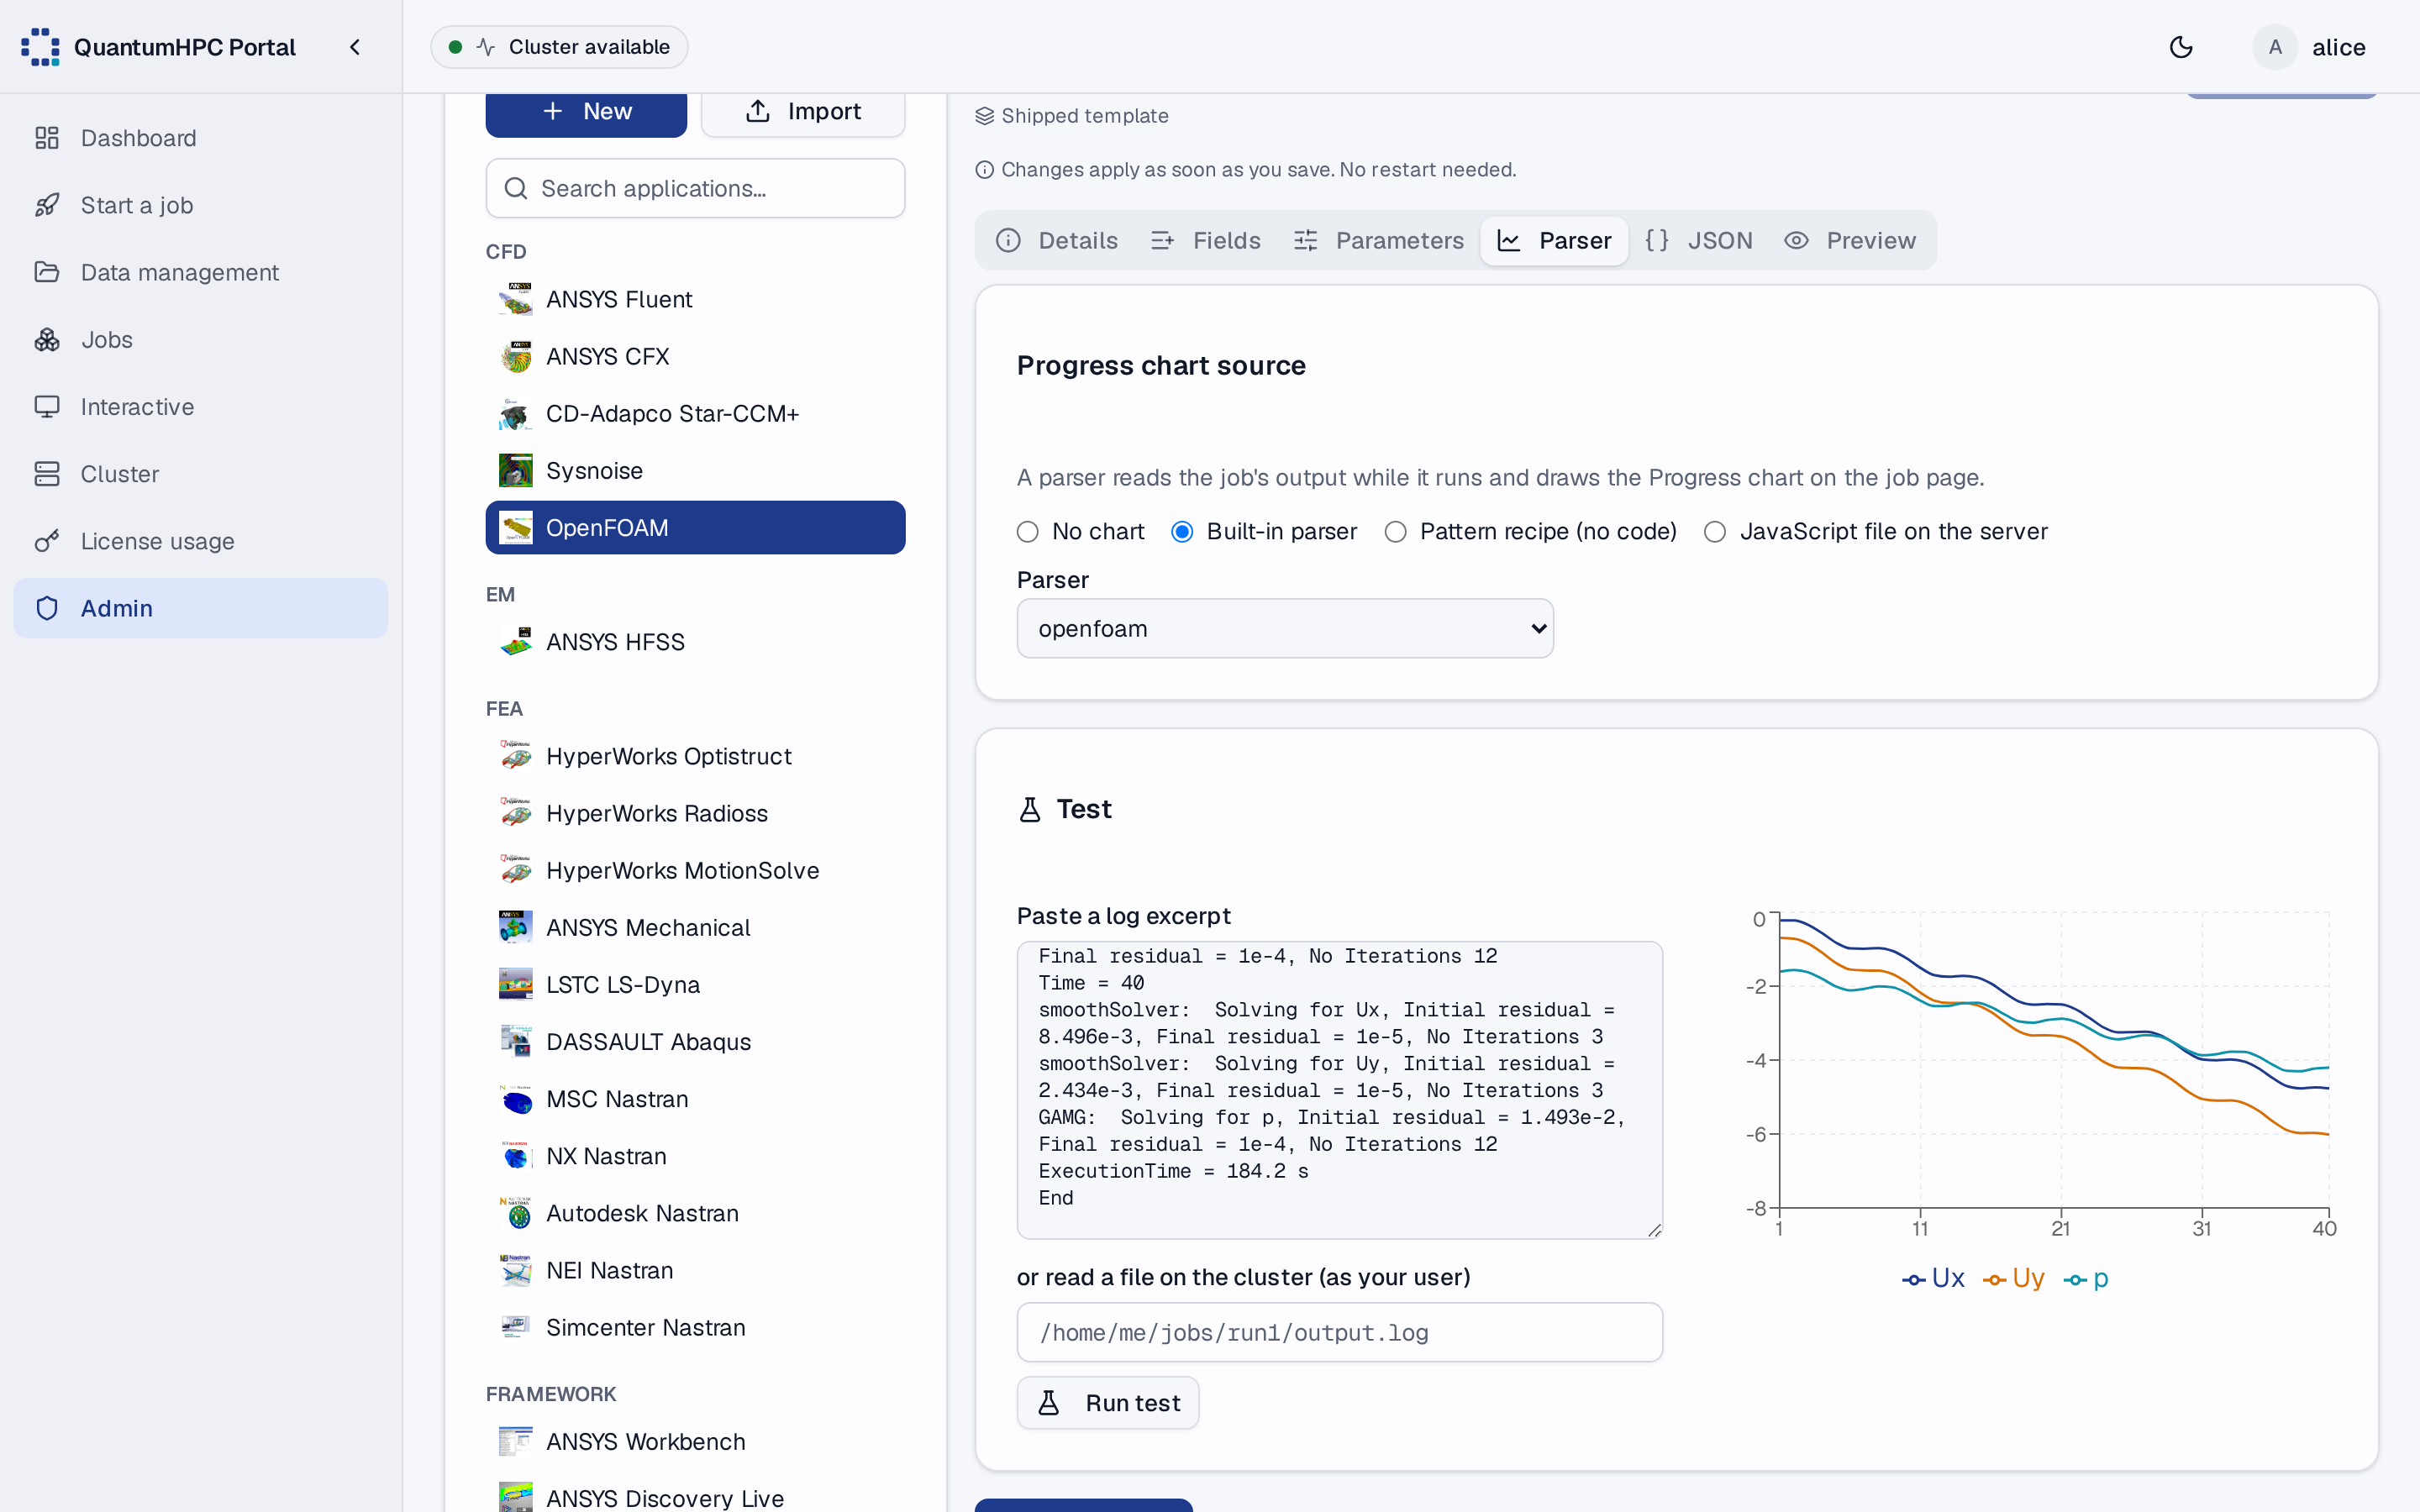 QuantumHPC Portal
Cluster available
A
alice
Dashboard
Start a job
Data management
Jobs
Interactive
Cluster
License usage
Admin
New
Import
Search applications...
CFD
ANSYS Fluent
ANSYS CFX
CD-Adapco Star-CCM+
Sysnoise
OpenFOAM
EM
ANSYS HFSS
FEA
HyperWorks Optistruct
HyperWorks Radioss
HyperWorks MotionSolve
ANSYS Mechanical
LSTC LS-Dyna
DASSAULT Abaqus
MSC Nastran
NX Nastran
Autodesk Nastran
NEI Nastran
Simcenter Nastran
FRAMEWORK
ANSYS Workbench
ANSYS Discovery Live
Shipped template
Changes apply as soon as you save. No restart needed.
Details
Fields
Parameters
Parser
{} JSON
Preview
Progress chart source
A parser reads the job's output while it runs and draws the Progress chart on the job page.
No chart
Built-in parser
Pattern recipe (no code)
JavaScript file on the server
Parser
openfoam
Test
Paste a log excerpt
Final residual = 1e-4, No Iterations 12
Time = 40
smoothSolver:  Solving for Ux, Initial residual =
8.496e-3, Final residual = 1e-5, No Iterations 3
smoothSolver:  Solving for Uy, Initial residual =
2.434e-3, Final residual = 1e-5, No Iterations 3
GAMG:  Solving for p, Initial residual = 1.493e-2,
Final residual = 1e-4, No Iterations 12
ExecutionTime = 184.2 s
End
or read a file on the cluster (as your user)
/home/me/jobs/run1/output.log
Run test
0
-2
-4
-6
-8
1
11
21
31
40
Ux
Uy
p